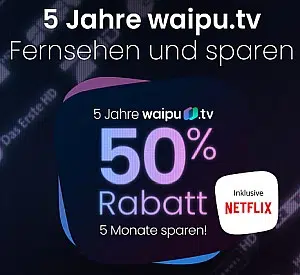 5 Jahre waipu.tv
Fernsehen und sparen
Das Erste HD
5 Jahre waipu.tv
50%
Rabatt
5 Monate sparen!
Inklusive
NETFLIX